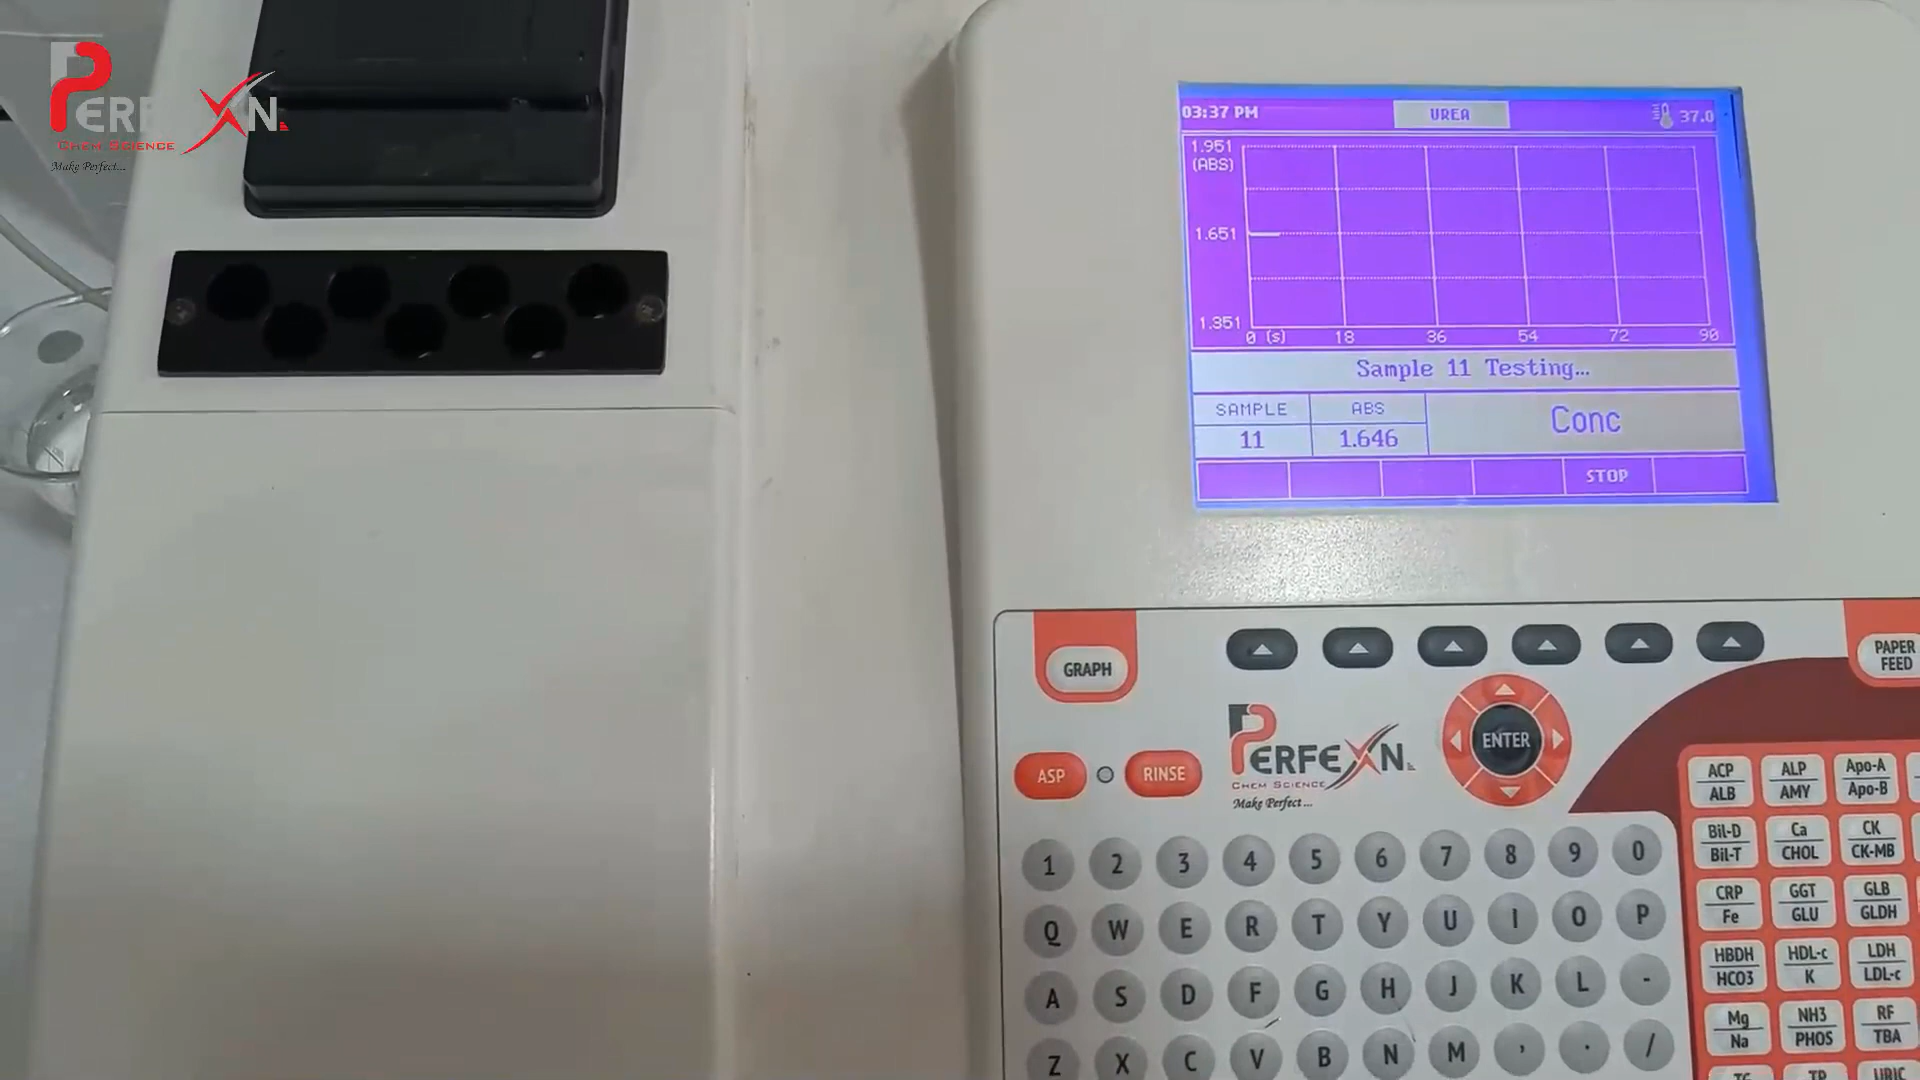 PERFEXN
CHEM SCIENCE
Make Perfect...
03:37 PM
UREA
37.0
1.951
(ABS)
1.651
1.351
0 (s) 18 36 54 72 90
Sample 11 Testing...
SAMPLE ABS Conc
11 1.646
STOP
GRAPH
PAPER
FEED
ASP
RINSE
PERFEXN
CHEM SCIENCE
Make Perfect...
ENTER
1 2 3 4 5 6 7 8 9 0
Q W E R T Y U I O P
A S D F G H J K L -
Z X C V B N M , . /
ACP ALP Apo-A
ALB AMY Apo-B
Bil-D Ca CK
Bil-T CHOL CK-MB
CRP GGT GLB
Fe GLU GLDH
HBDH HDL-c LDH
HCO3 K LDL-c
Mg NH3 RF
Na PHOS TBA
TG TP URIC